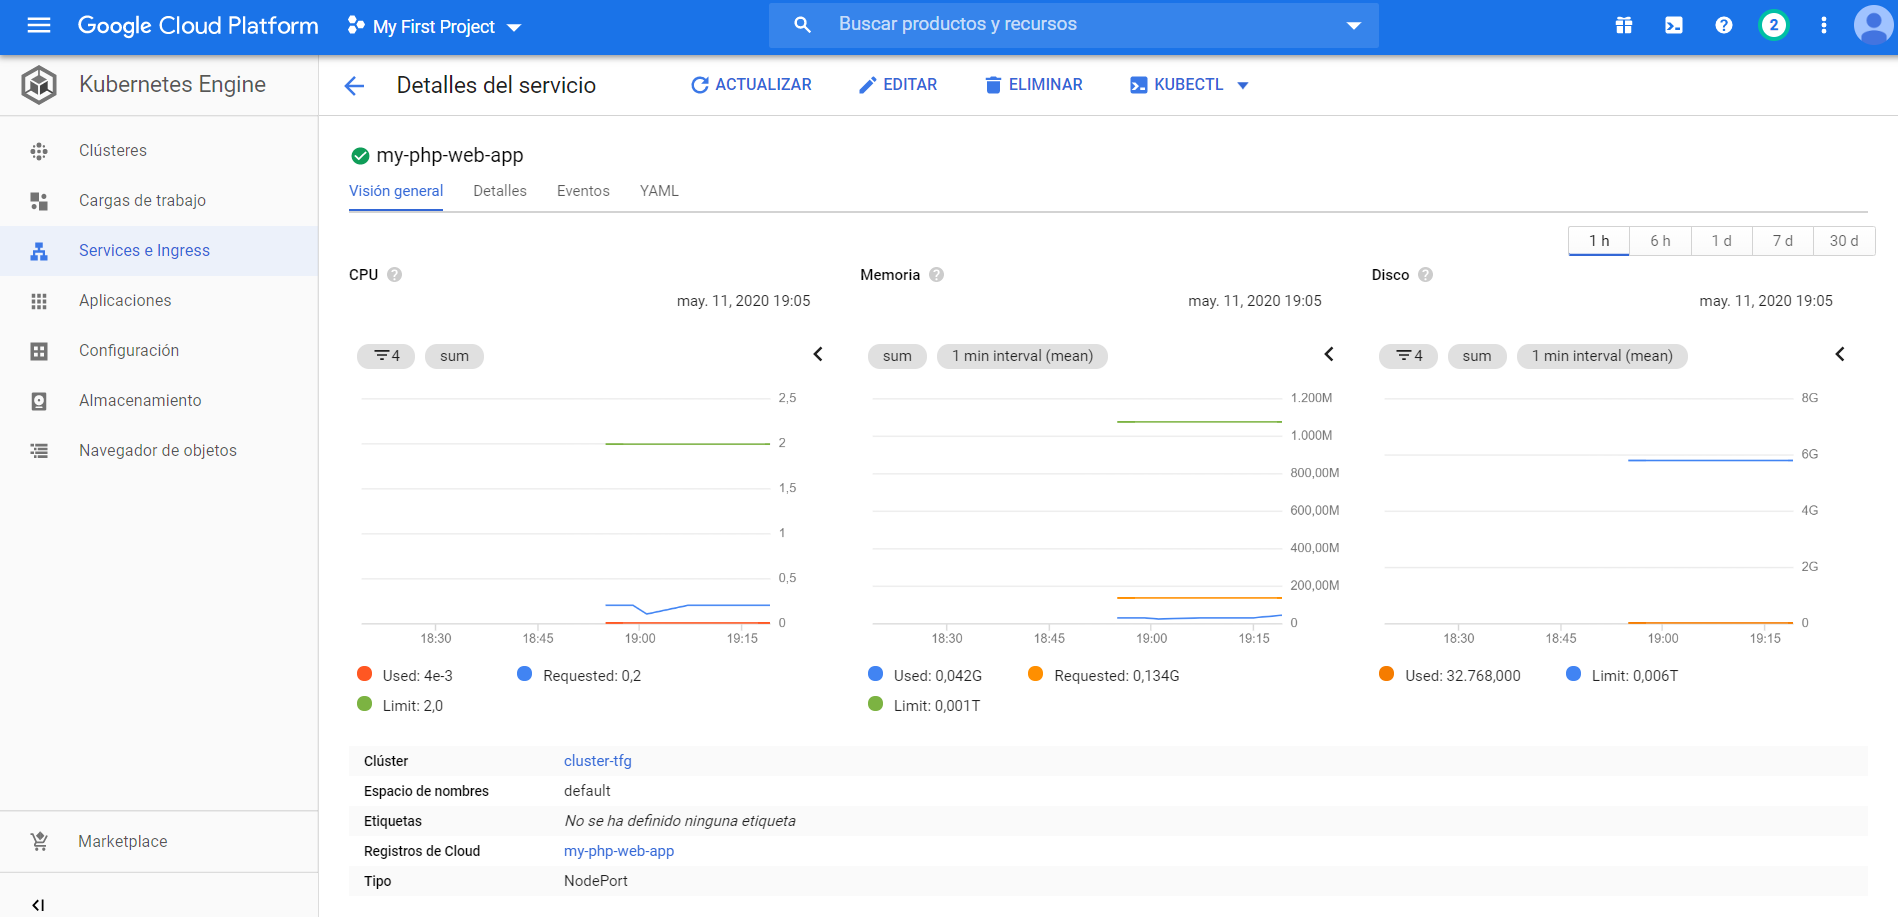 Google Cloud Platform My First Project Buscar productos y recursos 2
Kubernetes Engine
Detalles del servicio ACTUALIZAR EDITAR ELIMINAR KUBECTL
Clústeres
Cargas de trabajo
Services e Ingress
Aplicaciones
Configuración
Almacenamiento
Navegador de objetos
Marketplace
my-php-web-app
Visión general Detalles Eventos YAML
1 h 6 h 1 d 7 d 30 d
CPU
may. 11, 2020 19:05
4 sum
2,5
2
1,5
1
0,5
0
18:30 18:45 19:00 19:15
Used: 4e-3 Requested: 0,2
Limit: 2,0
Memoria
may. 11, 2020 19:05
sum 1 min interval (mean)
1.200M
1.000M
800,00M
600,00M
400,00M
200,00M
0
18:30 18:45 19:00 19:15
Used: 0,042G Requested: 0,134G
Limit: 0,001T
Disco
may. 11, 2020 19:05
4 sum 1 min interval (mean)
8G
6G
4G
2G
0
18:30 18:45 19:00 19:15
Used: 32.768,000 Limit: 0,006T
Clúster cluster-tfg
Espacio de nombres default
Etiquetas No se ha definido ninguna etiqueta
Registros de Cloud my-php-web-app
Tipo NodePort